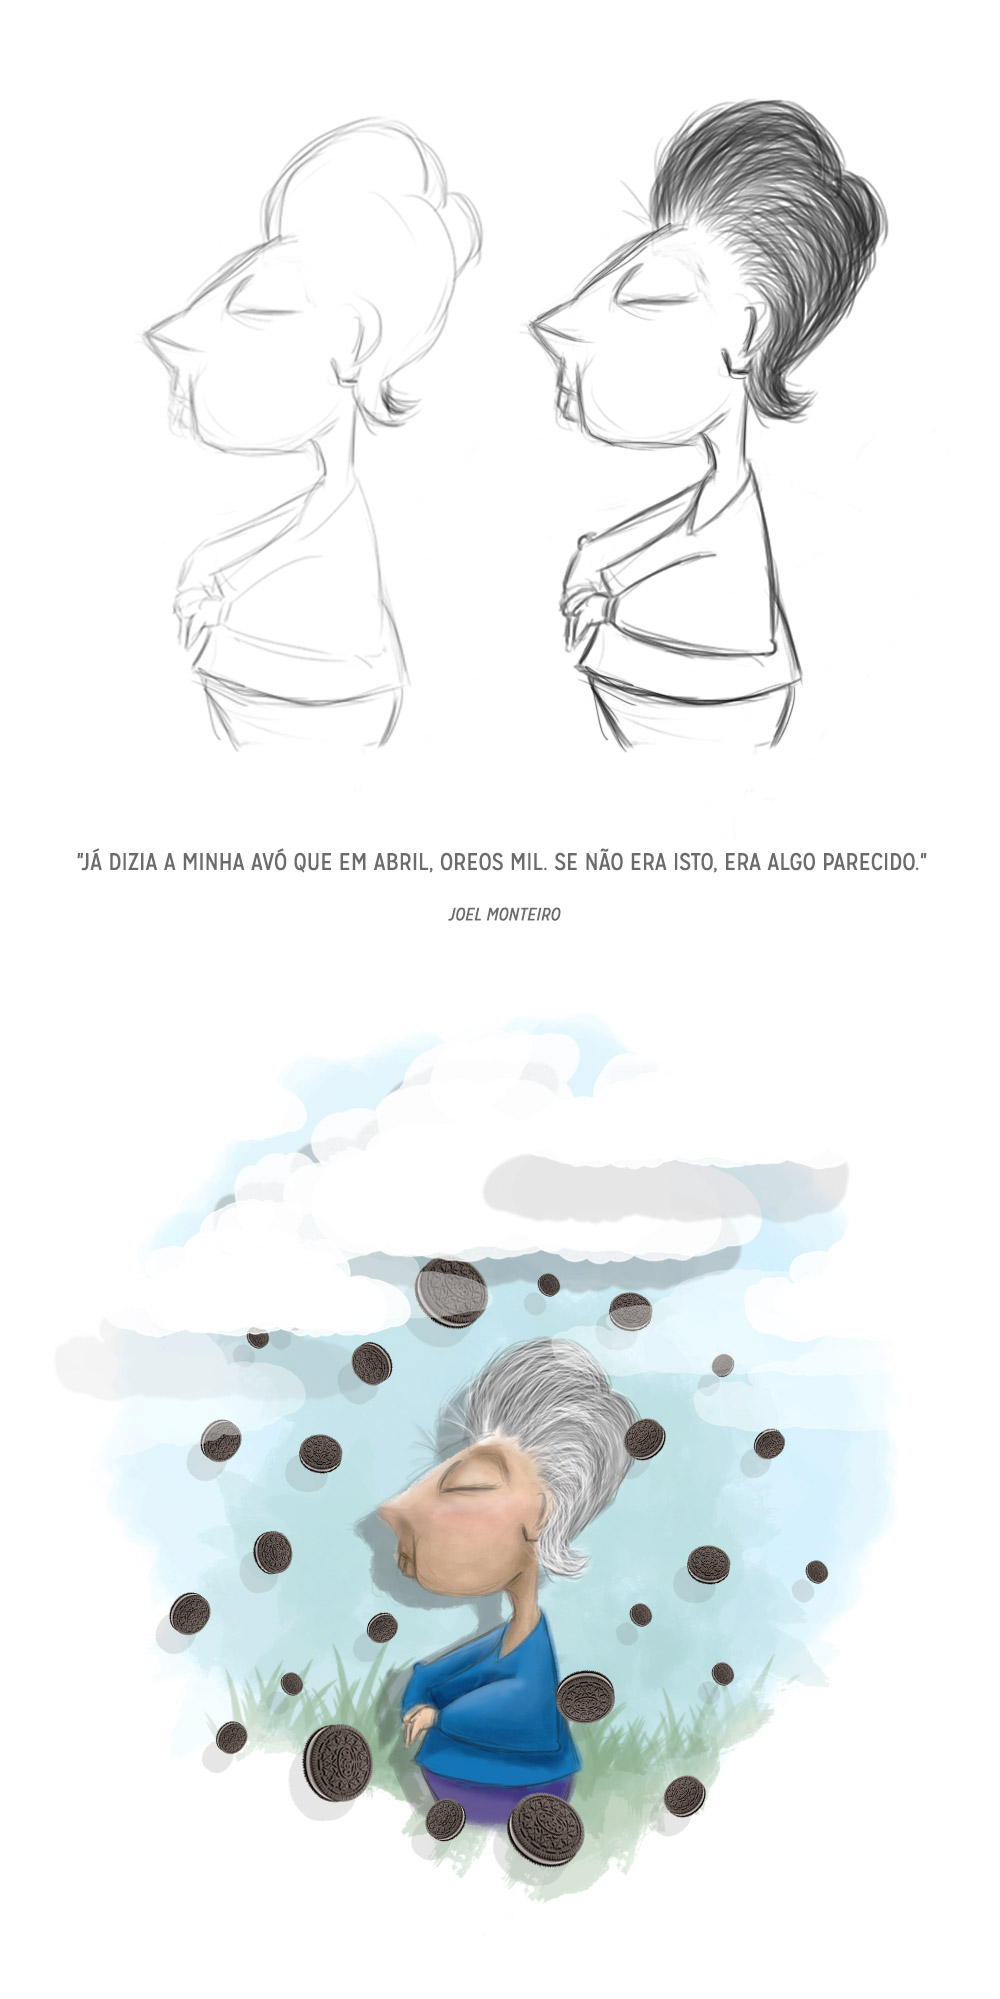 "JÁ DIZIA A MINHA AVÓ QUE EM ABRIL, OREOS MIL. SE NÃO ERA ISTO, ERA ALGO PARECIDO."
JOEL MONTEIRO